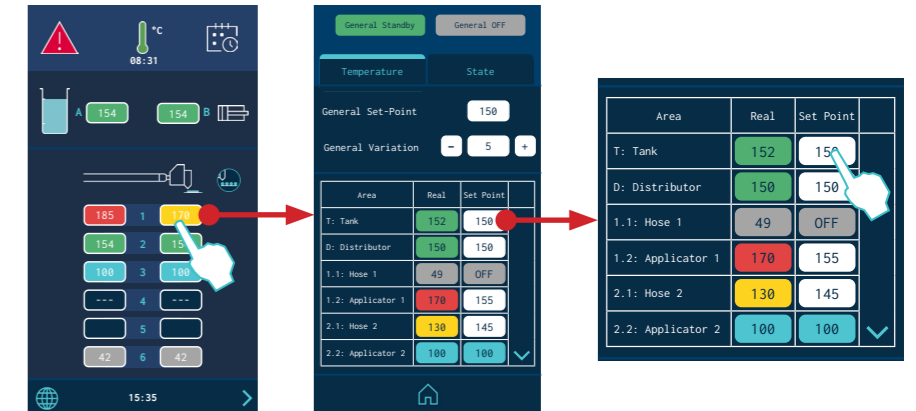 °C
08:31
A 154 154 B
185 1 170
154 2 15
100 3 100
--- 4 ---
5
42 6 42
15:35
General Standby General OFF
Temperature State
General Set-Point 150
General Variation - 5 +
Area Real Set Point
T: Tank 152 150
D: Distributor 150 150
1.1: Hose 1 49 OFF
1.2: Applicator 1 170 155
2.1: Hose 2 130 145
2.2: Applicator 2 100 100
Area Real Set Point
T: Tank 152 150
D: Distributor 150 150
1.1: Hose 1 49 OFF
1.2: Applicator 1 170 155
2.1: Hose 2 130 145
2.2: Applicator 2 100 100